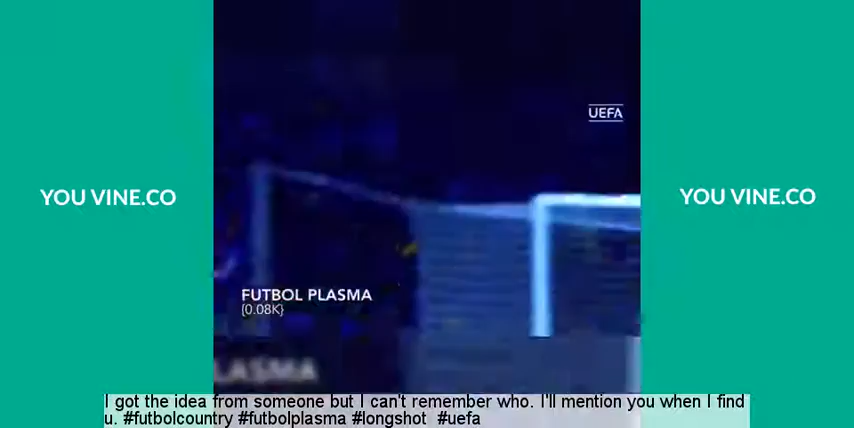 UEFA
YOU VINE.CO
YOU VINE.CO
FUTBOL PLASMA
{0.08K}
LASMA
I got the idea from someone but I can't remember who. I'll mention you when I find
u. #futbolcountry #futbolplasma #longshot #uefa